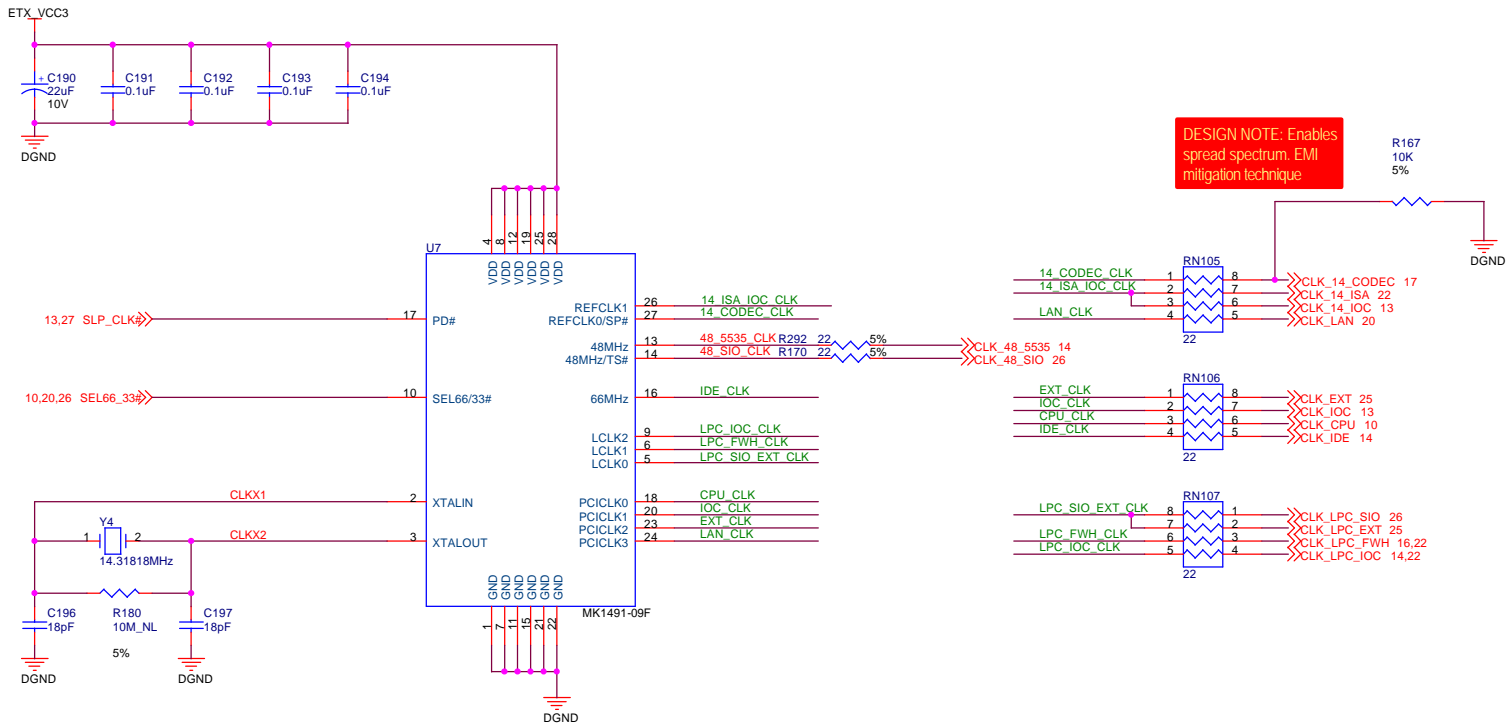 ETX_VCC3
C190
22uF
10V
C191
0.1uF
C192
0.1uF
C193
0.1uF
C194
0.1uF
DGND
DESIGN NOTE: Enables
spread spectrum. EMI
mitigation technique
R167
10K
5%
DGND
U7
4 8 12 19 25 28
VDD VDD VDD VDD VDD VDD
13,27 SLP_CLK# 17 PD#
10,20,26 SEL66_33# 10 SEL66/33#
CLKX1 2 XTALIN
CLKX2 3 XTALOUT
Y4
1 2
14.31818MHz
C196
18pF
R180
10M_NL
5%
C197
18pF
DGND
DGND
REFCLK1 26 14_ISA_IOC_CLK
REFCLK0/SP# 27 14_CODEC_CLK
48MHz 13 48_5535_CLK R292 22 5% CLK_48_5535 14
48MHz/TS# 14 48_SIO_CLK R170 22 5% CLK_48_SIO 26
66MHz 16 IDE_CLK
LCLK2 9 LPC_IOC_CLK
LCLK1 6 LPC_FWH_CLK
LCLK0 5 LPC_SIO_EXT_CLK
PCICLK0 18 CPU_CLK
PCICLK1 20 IOC_CLK
PCICLK2 23 EXT_CLK
PCICLK3 24 LAN_CLK
GND GND GND GND GND GND
1 7 11 15 21 22
MK1491-09F
DGND
RN105
14_CODEC_CLK 1 8 CLK_14_CODEC 17
14_ISA_IOC_CLK 2 7 CLK_14_ISA 22
3 6 CLK_14_IOC 13
LAN_CLK 4 5 CLK_LAN 20
22
RN106
EXT_CLK 1 8 CLK_EXT 25
IOC_CLK 2 7 CLK_IOC 13
CPU_CLK 3 6 CLK_CPU 10
IDE_CLK 4 5 CLK_IDE 14
22
RN107
LPC_SIO_EXT_CLK 8 1 CLK_LPC_SIO 26
7 2 CLK_LPC_EXT 25
LPC_FWH_CLK 6 3 CLK_LPC_FWH 16,22
LPC_IOC_CLK 5 4 CLK_LPC_IOC 14,22
22